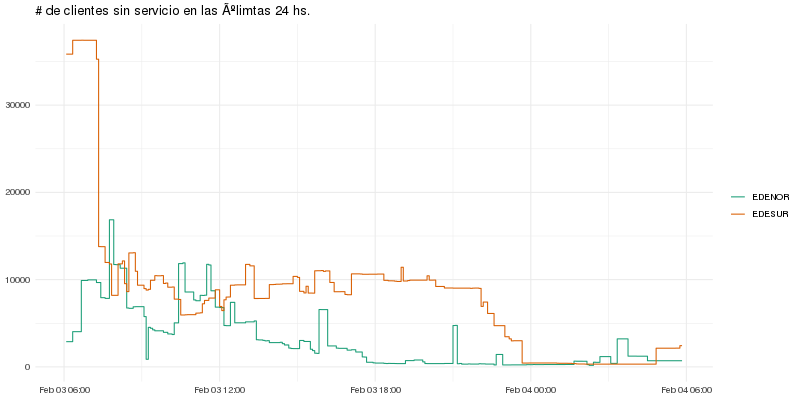 # de clientes sin servicio en las Ãºlimtas 24 hs.
30000
20000
10000
0
Feb 03 06:00
Feb 03 12:00
Feb 03 18:00
Feb 04 00:00
Feb 04 06:00
EDENOR
EDESUR